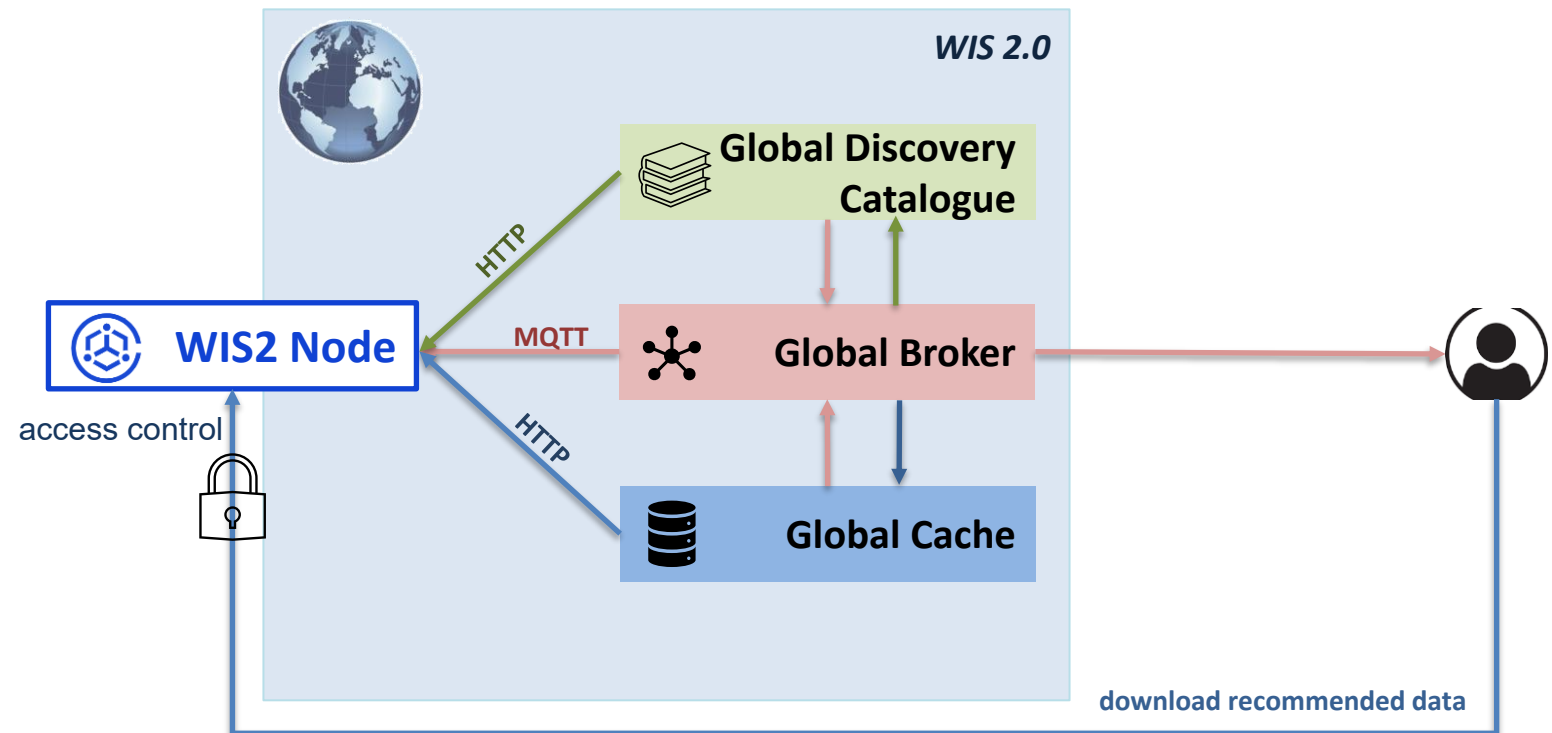 WIS 2.0
Global Discovery
Catalogue
HTTP
WIS2 Node
MQTT
Global Broker
access control
HTTP
Global Cache
download recommended data